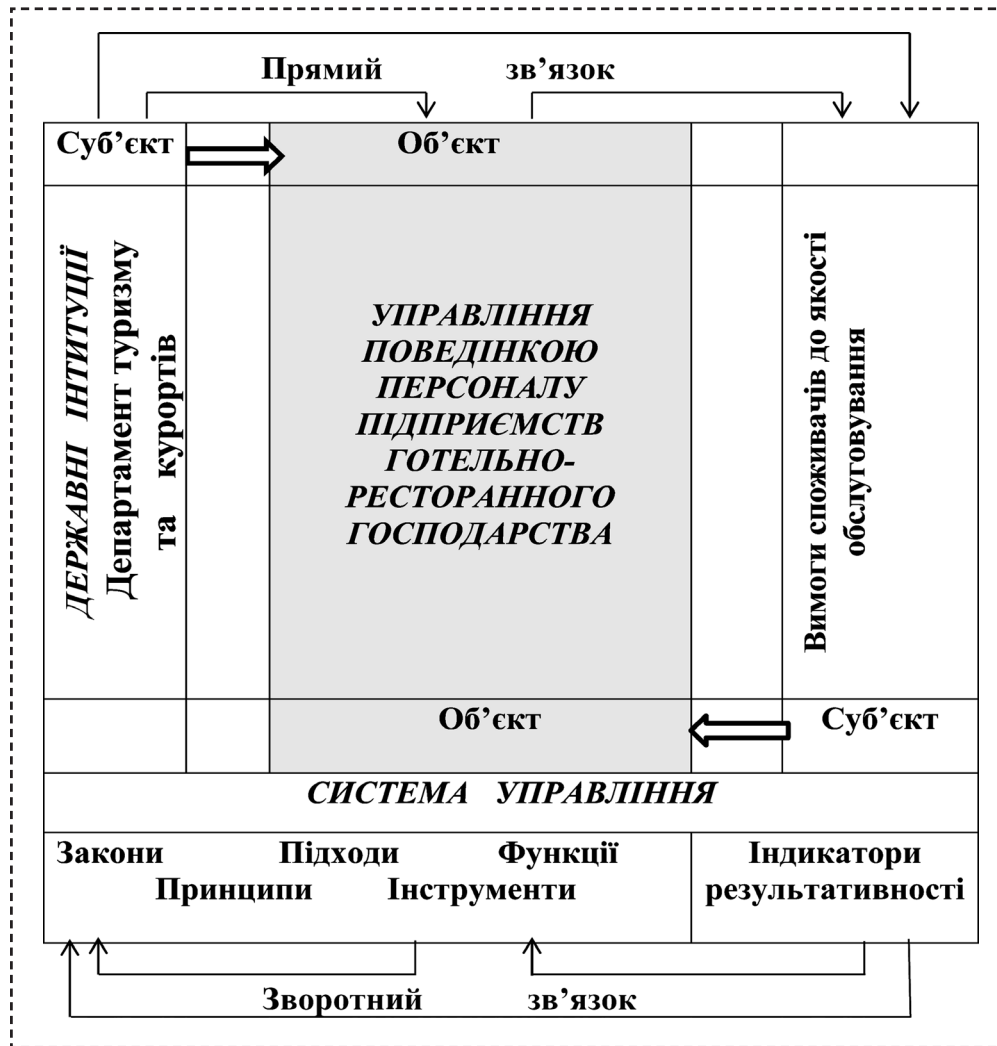 Прямий зв’язок
Суб’єкт
Об’єкт
ДЕРЖАВНІ ІНТИТУЦІЇ
Департамент туризму
та курортів
УПРАВЛІННЯ
ПОВЕДІНКОЮ
ПЕРСОНАЛУ
ПІДПРИЄМСТВ
ГОТЕЛЬНО-
РЕСТОРАННОГО
ГОСПОДАРСТВА
Вимоги споживачів до якості
обслуговування
Об’єкт
Суб’єкт
СИСТЕМА УПРАВЛІННЯ
Закони Підходи Функції
Принципи Інструменти
Індикатори
результативності
Зворотний зв’язок